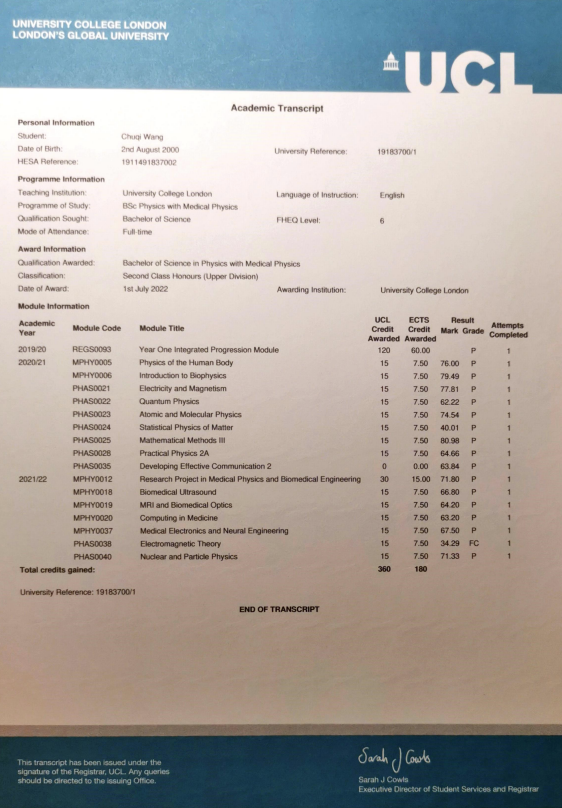 UNIVERSITY COLLEGE LONDON
LONDON'S GLOBAL UNIVERSITY
UCL
Academic Transcript
Personal Information
Student: Chuqi Wang
Date of Birth: 2nd August 2000 University Reference: 19183700/1
HESA Reference: 1911491837002
Programme Information
Teaching Institution: University College London Language of Instruction: English
Programme of Study: BSc Physics with Medical Physics
Qualification Sought: Bachelor of Science FHEQ Level: 6
Mode of Attendance: Full-time
Award Information
Qualification Awarded: Bachelor of Science in Physics with Medical Physics
Classification: Second Class Honours (Upper Division)
Date of Award: 1st July 2022 Awarding Institution: University College London
Module Information
Academic Year Module Code Module Title UCL Credit Awarded ECTS Credit Awarded Result Mark Grade Attempts Completed
2019/20 REGS0093 Year One Integrated Progression Module 120 60.00 P 1
2020/21 MPHY0005 Physics of the Human Body 15 7.50 76.00 P 1
MPHY0006 Introduction to Biophysics 15 7.50 79.49 P 1
PHAS0021 Electricity and Magnetism 15 7.50 77.81 P 1
PHAS0022 Quantum Physics 15 7.50 62.22 P 1
PHAS0023 Atomic and Molecular Physics 15 7.50 74.54 P 1
PHAS0024 Statistical Physics of Matter 15 7.50 40.01 P 1
PHAS0025 Mathematical Methods III 15 7.50 80.98 P 1
PHAS0028 Practical Physics 2A 15 7.50 64.66 P 1
PHAS0035 Developing Effective Communication 2 0 0.00 63.84 P 1
2021/22 MPHY0012 Research Project in Medical Physics and Biomedical Engineering 30 15.00 71.80 P 1
MPHY0018 Biomedical Ultrasound 15 7.50 66.80 P 1
MPHY0019 MRI and Biomedical Optics 15 7.50 64.20 P 1
MPHY0020 Computing in Medicine 15 7.50 63.20 P 1
MPHY0037 Medical Electronics and Neural Engineering 15 7.50 67.50 P 1
PHAS0038 Electromagnetic Theory 15 7.50 34.29 FC 1
PHAS0040 Nuclear and Particle Physics 15 7.50 71.33 P 1
Total credits gained: 360 180
University Reference: 19183700/1
END OF TRANSCRIPT
This transcript has been issued under the
signature of the Registrar, UCL. Any queries
should be directed to the issuing Office.
Sarah J Cowls
Sarah J Cowls
Executive Director of Student Services and Registrar